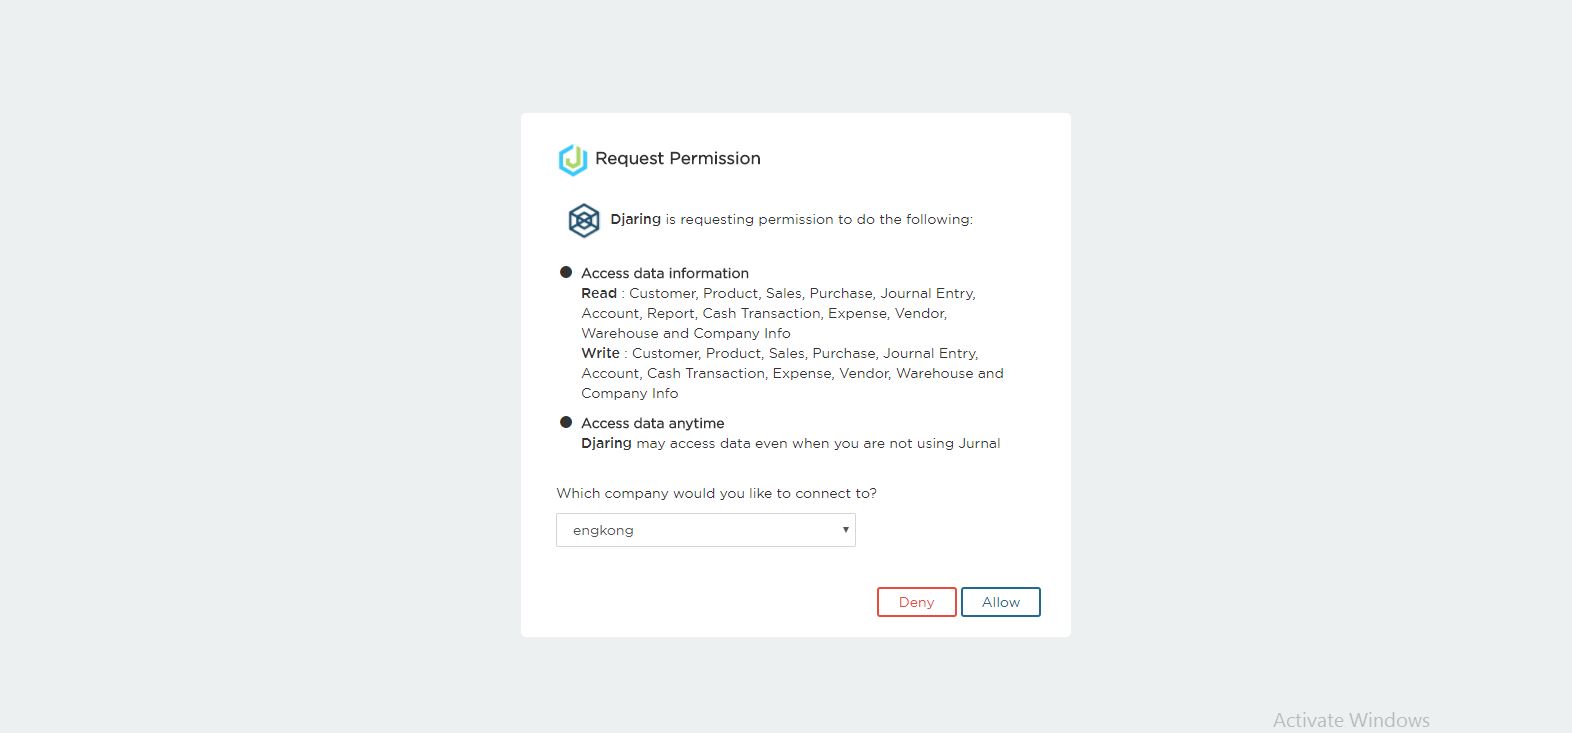 Request Permission
Djaring is requesting permission to do the following:
Access data information
Read : Customer, Product, Sales, Purchase, Journal Entry,
Account, Report, Cash Transaction, Expense, Vendor,
Warehouse and Company Info
Write : Customer, Product, Sales, Purchase, Journal Entry,
Account, Cash Transaction, Expense, Vendor, Warehouse and
Company Info
Access data anytime
Djaring may access data even when you are not using Jurnal
Which company would you like to connect to?
engkong
Deny Allow
Activate Windows